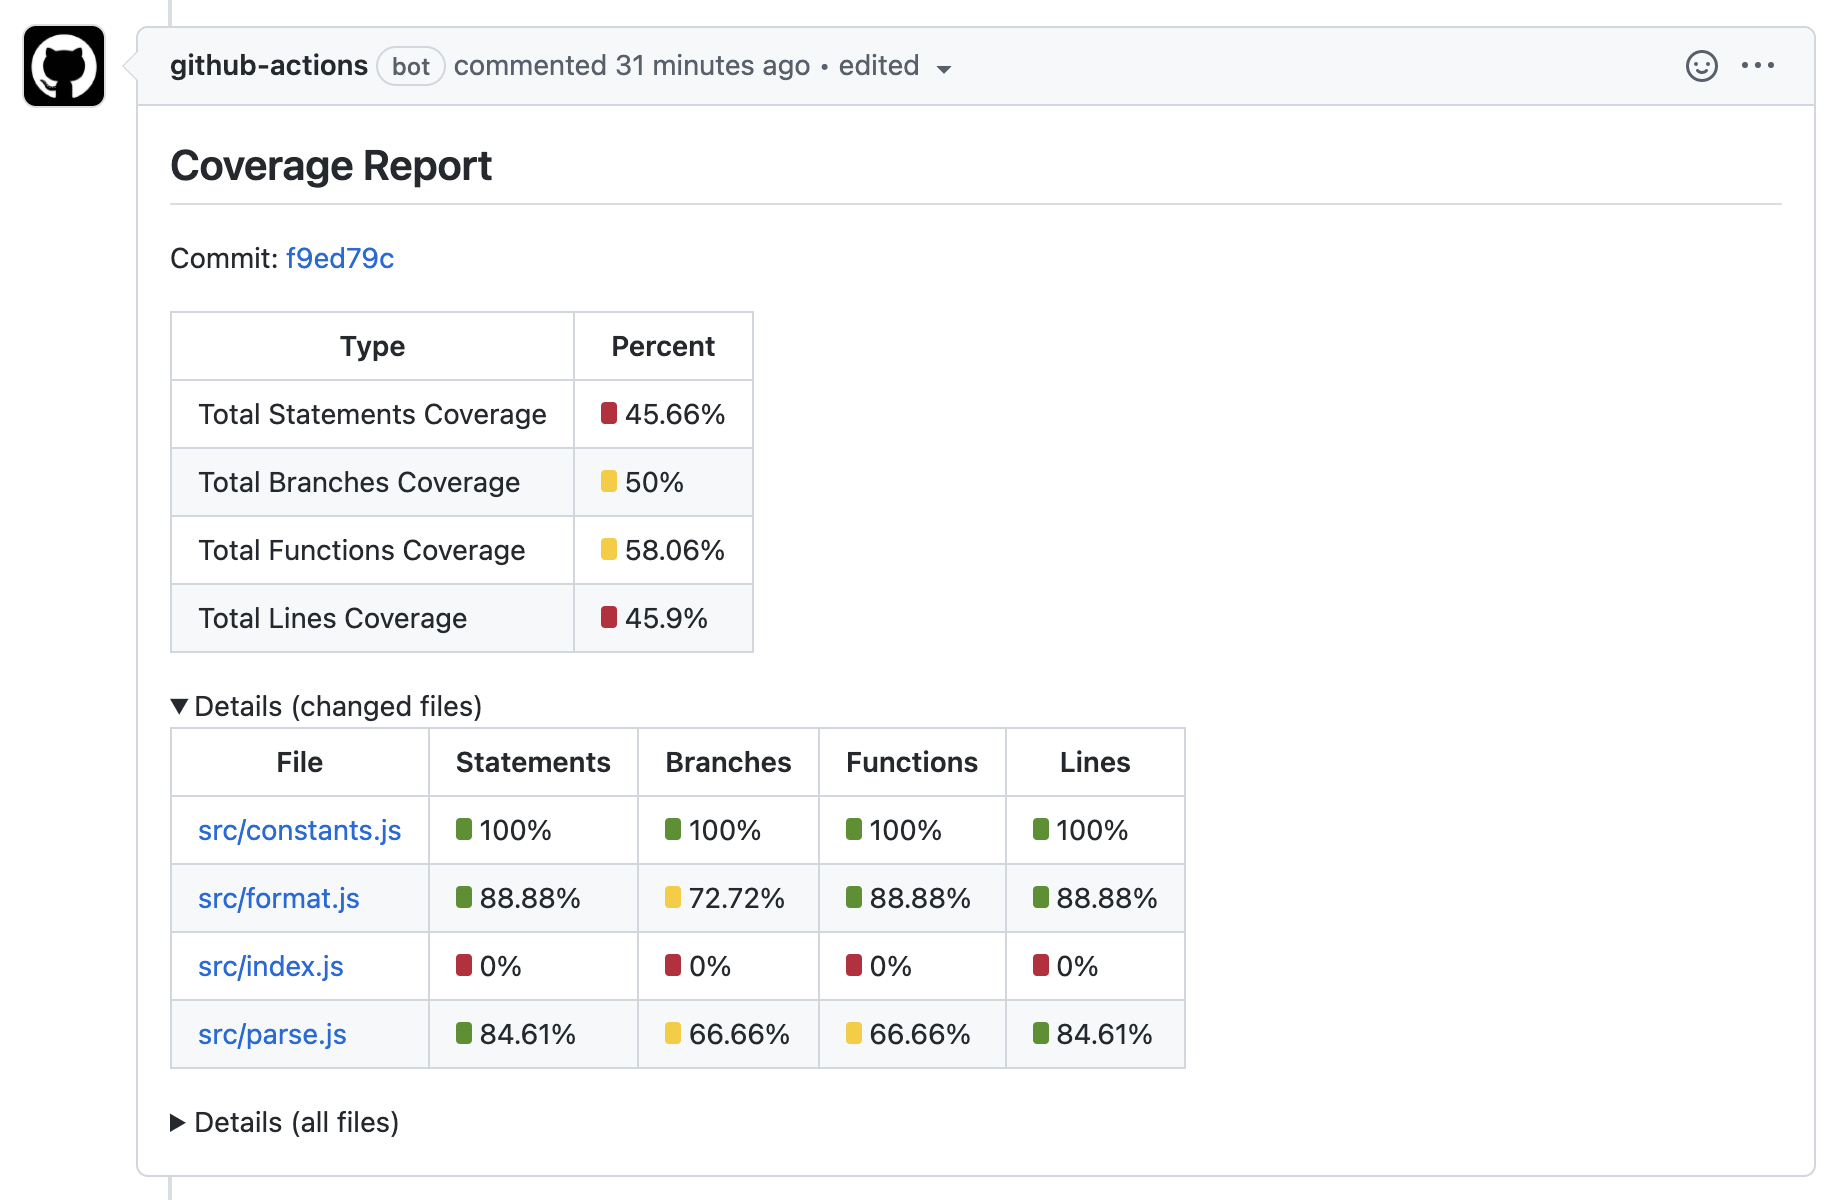 github-actions bot commented 31 minutes ago • edited
Coverage Report
Commit: f9ed79c
Type Percent
Total Statements Coverage 45.66%
Total Branches Coverage 50%
Total Functions Coverage 58.06%
Total Lines Coverage 45.9%
Details (changed files)
File Statements Branches Functions Lines
src/constants.js 100% 100% 100% 100%
src/format.js 88.88% 72.72% 88.88% 88.88%
src/index.js 0% 0% 0% 0%
src/parse.js 84.61% 66.66% 66.66% 84.61%
Details (all files)